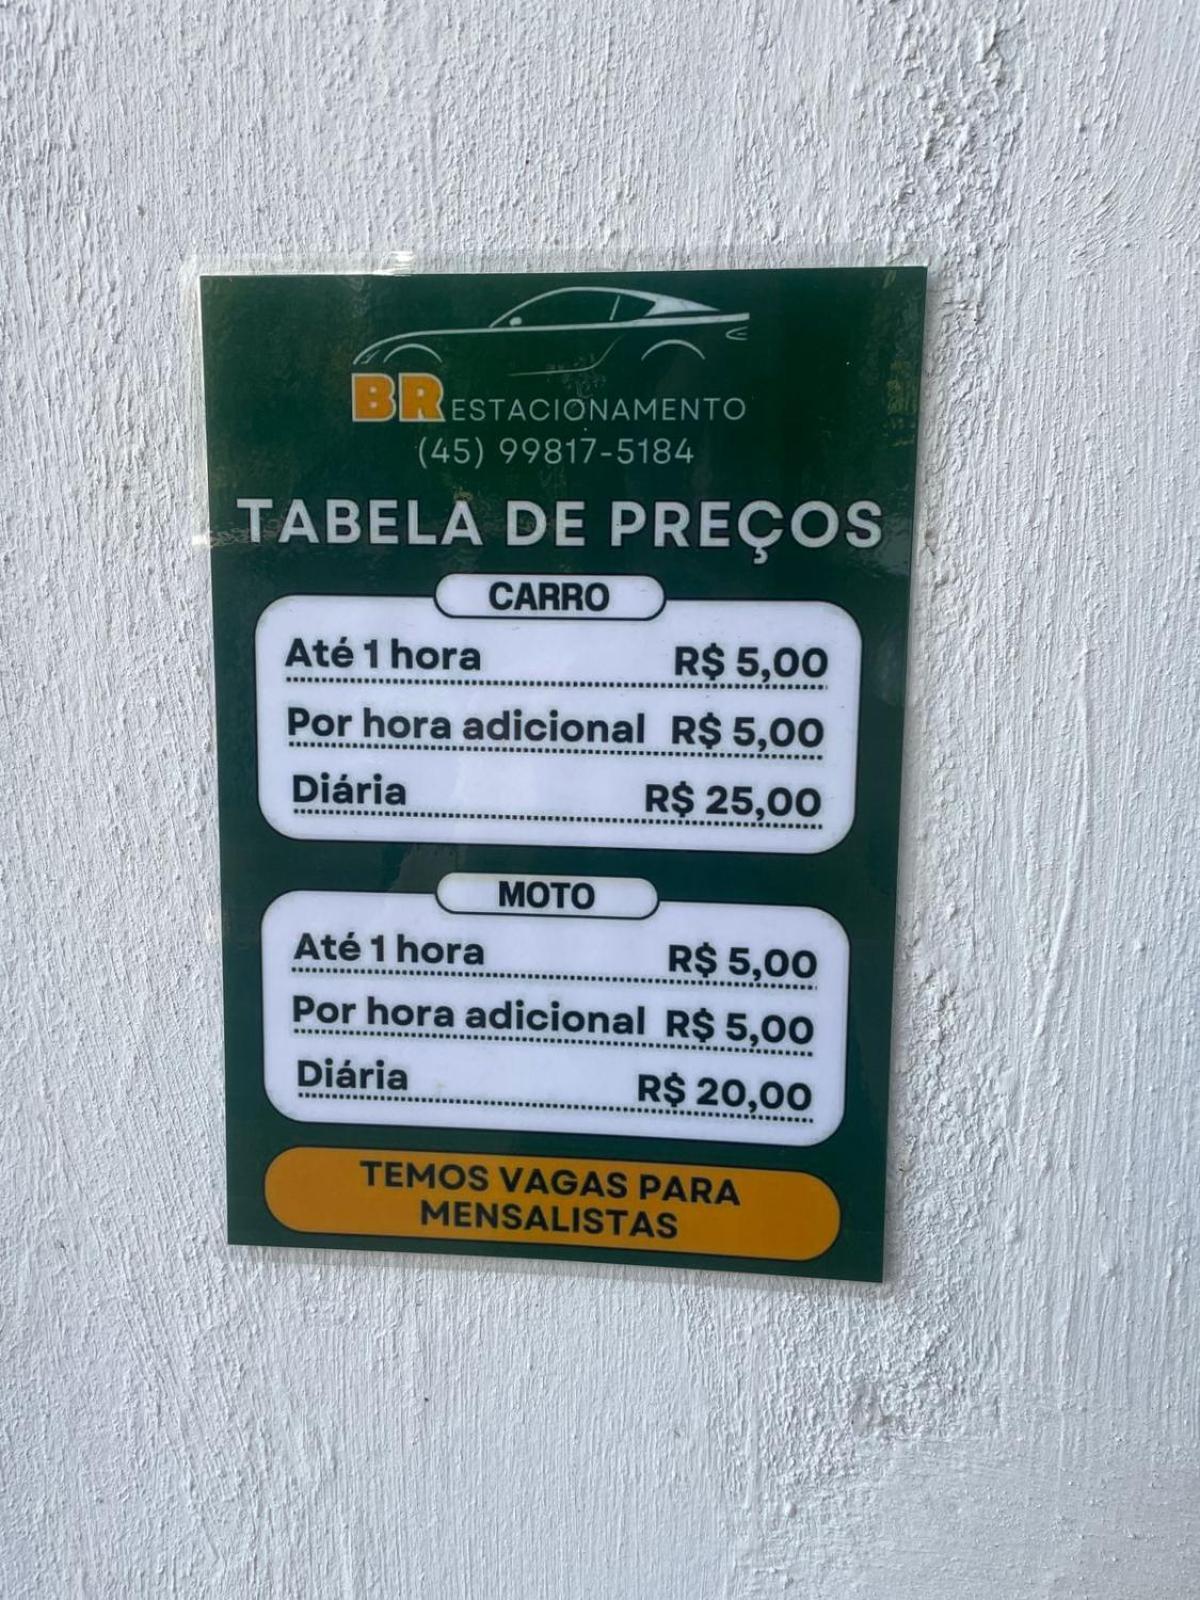 BR ESTACIONAMENTO
(45) 99817-5184
TABELA DE PREÇOS
CARRO
Até 1 hora R$ 5,00
Por hora adicional R$ 5,00
Diária R$ 25,00
MOTO
Até 1 hora R$ 5,00
Por hora adicional R$ 5,00
Diária R$ 20,00
TEMOS VAGAS PARA
MENSALISTAS